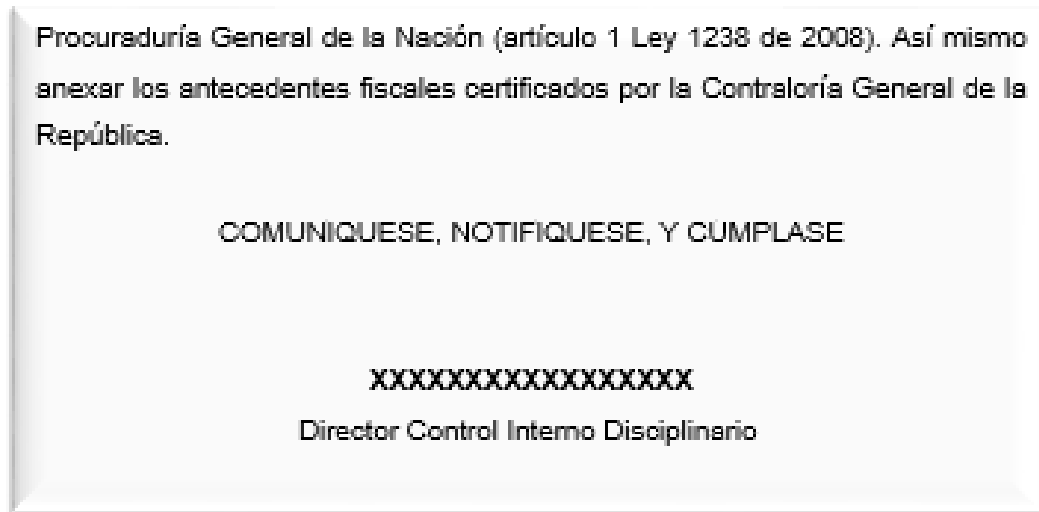 Procuraduría General de la Nación (artículo 1 Ley 1238 de 2008). Así mismo
anexar los antecedentes fiscales certificados por la Contraloría General de la
República.
COMUNIQUESE, NOTIFIQUESE, Y CÚMPLASE
XXXXXXXXXXXXXXXXX
Director Control Interno Disciplinario